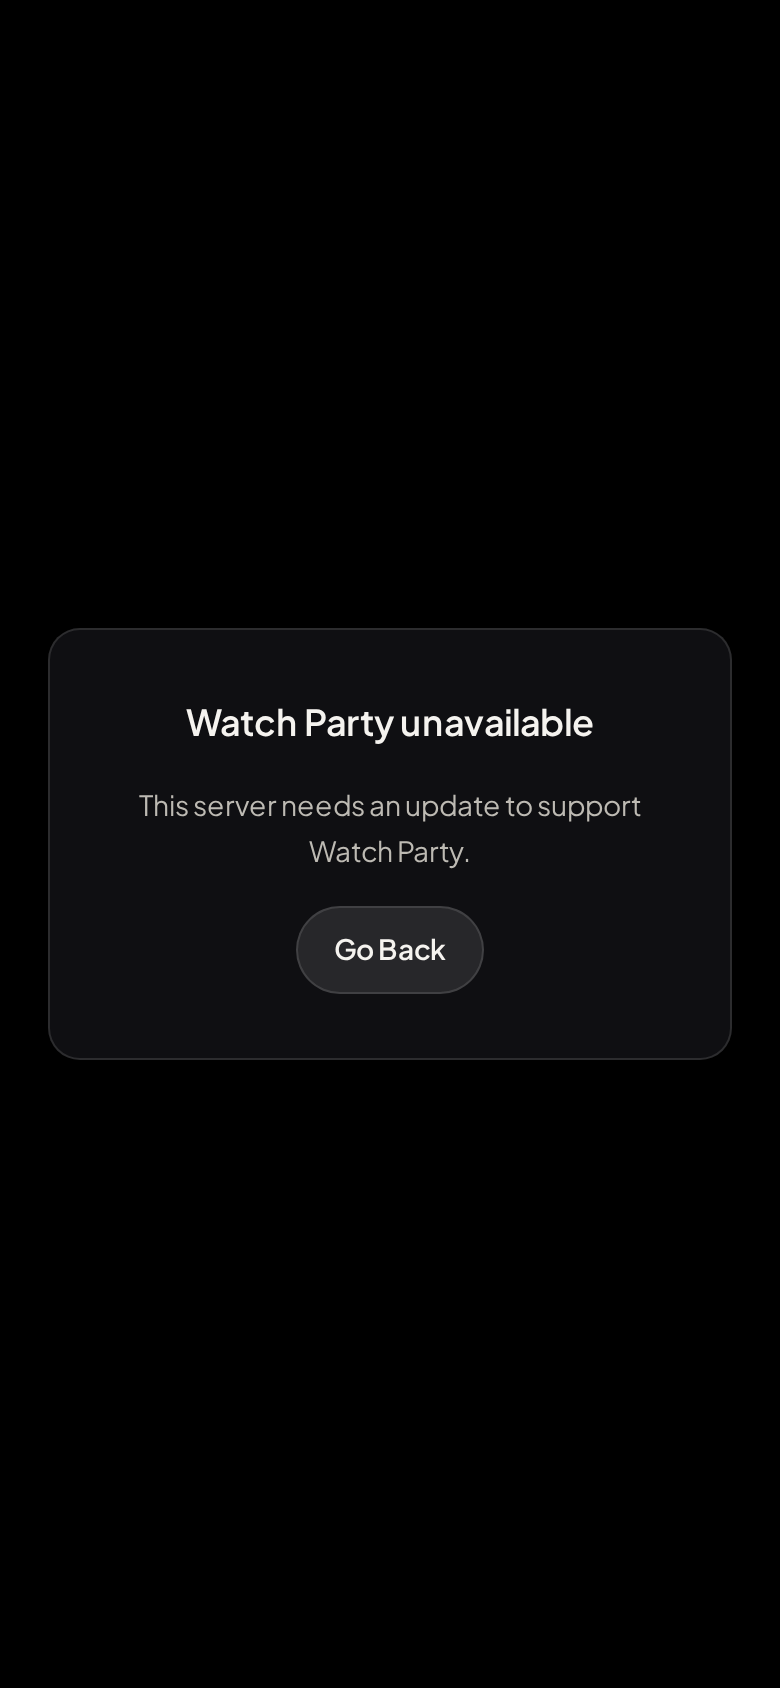 Watch Party unavailable
This server needs an update to support
Watch Party.
Go Back